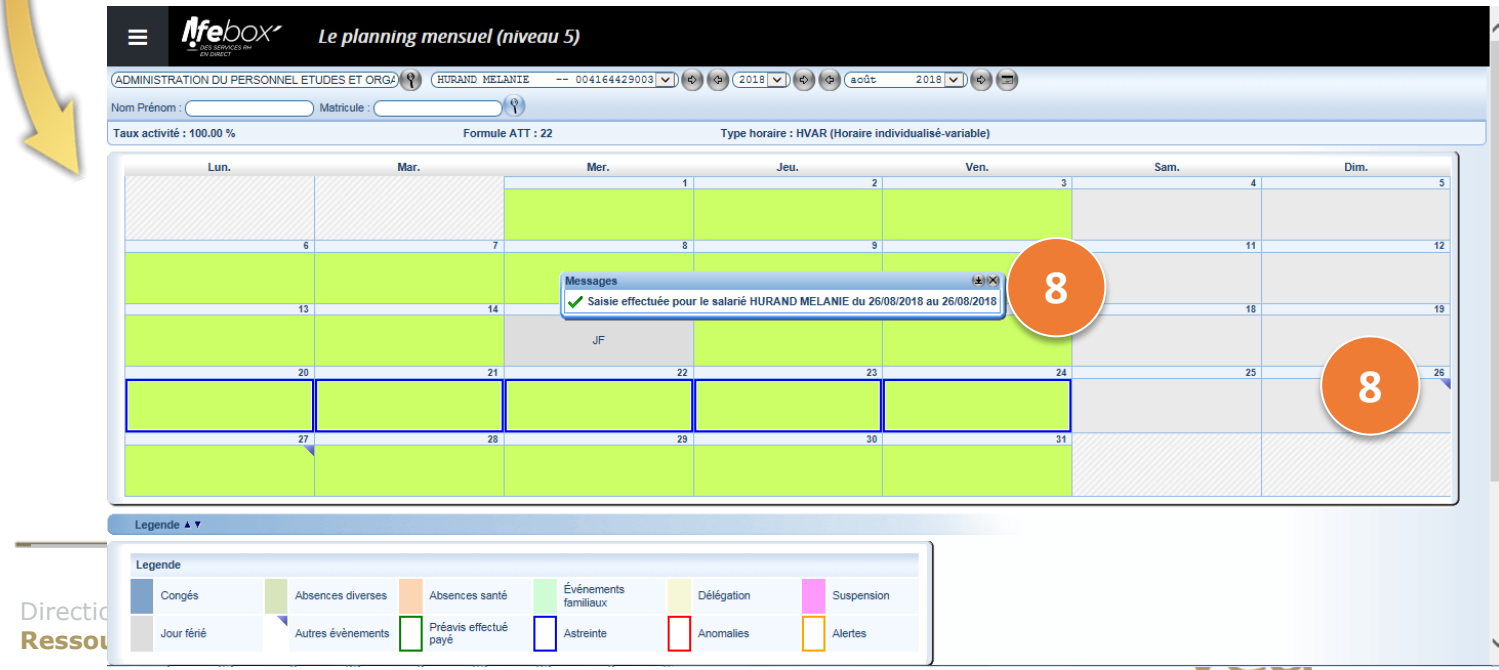 lifebox
DES SERVICES RH
EN DIRECT
Le planning mensuel (niveau 5)
ADMINISTRATION DU PERSONNEL ETUDES ET ORGA
HURAND MELANIE -- 004164429003
2018
août 2018
Nom Prénom :
Matricule :
Taux activité : 100.00 %
Formule ATT : 22
Type horaire : HVAR (Horaire individualisé-variable)
Lun. Mar. Mer. Jeu. Ven. Sam. Dim.
1 2 3 4 5
6 7 8 9 11 12
Messages
Saisie effectuée pour le salarié HURAND MELANIE du 26/08/2018 au 26/08/2018
8
13 14 18 19
JF
20 21 22 23 24 25 26
8
27 28 29 30 31
Legende
Legende
Congés Absences diverses Absences santé Événements familiaux Délégation Suspension
Jour férié Autres évènements Préavis effectué payé Astreinte Anomalies Alertes
Directio
Ressou